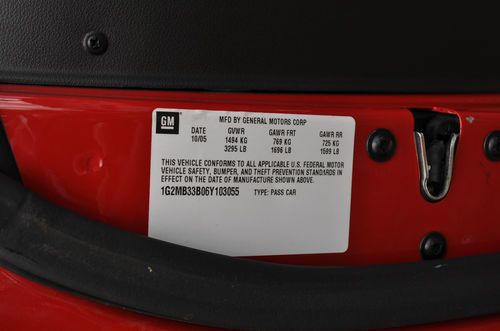 GM MFD BY GENERAL MOTORS CORP
DATE GVWR GAWR FRT GAWR RR
10/05 1494 KG 769 KG 725 KG
3295 LB 1696 LB 1599 LB
THIS VEHICLE CONFORMS TO ALL APPLICABLE U.S. FEDERAL MOTOR
VEHICLE SAFETY, BUMPER, AND THEFT PREVENTION STANDARDS IN
EFFECT ON THE DATE OF MANUFACTURE SHOWN ABOVE.
1G2MB33B06Y103055 TYPE: PASS CAR